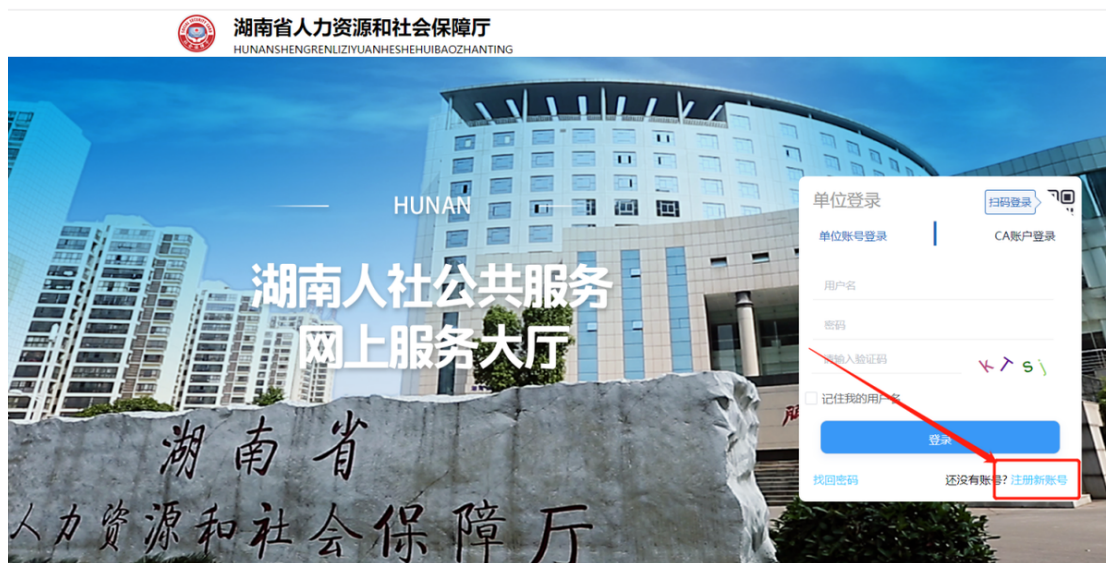 湖南省人力资源和社会保障厅
HUNANSHENGRENLIZIYUANHESHEHUIBAOZHANTING
HUNAN
湖南人社公共服务
网上服务大厅
湖南省
人力资源和社会保障厅
单位登录
扫码登录
单位账号登录
CA账户登录
用户名
密码
请输入验证码
KTsj
记住我的用户名
登录
找回密码
还没有账号? 注册新账号